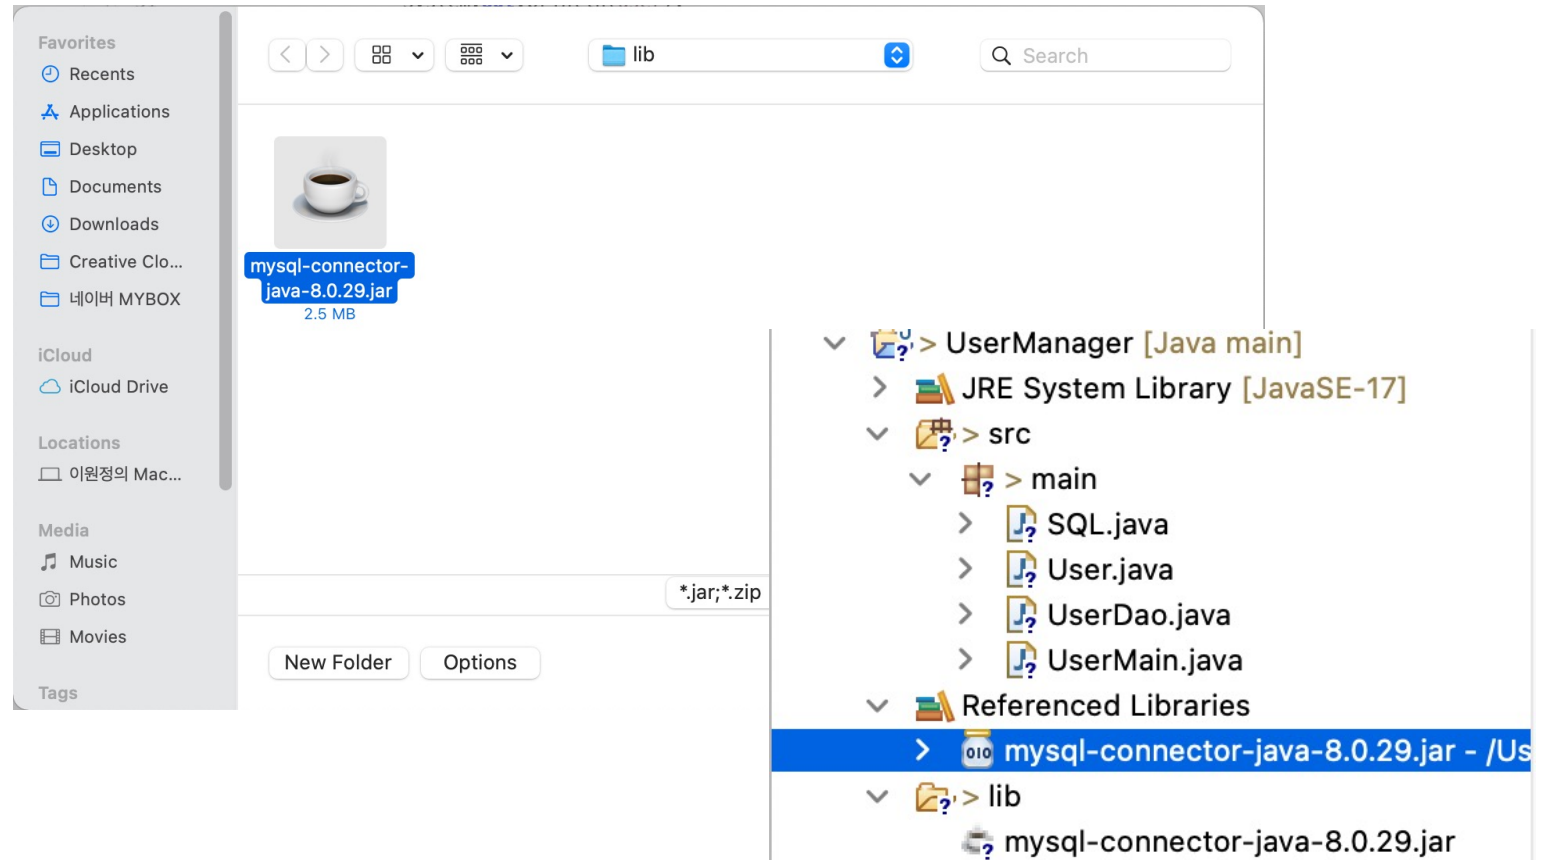 Favorites
Recents
Applications
Desktop
Documents
Downloads
Creative Clo...
네이버 MYBOX
iCloud
iCloud Drive
Locations
이원정의 Mac...
Media
Music
Photos
Movies
Tags
lib
Search
mysql-connector-
java-8.0.29.jar
2.5 MB
*.jar;*.zip
New Folder
Options
> UserManager [Java main]
JRE System Library [JavaSE-17]
> src
> main
SQL.java
User.java
UserDao.java
UserMain.java
Referenced Libraries
mysql-connector-java-8.0.29.jar - /Us
> lib
mysql-connector-java-8.0.29.jar